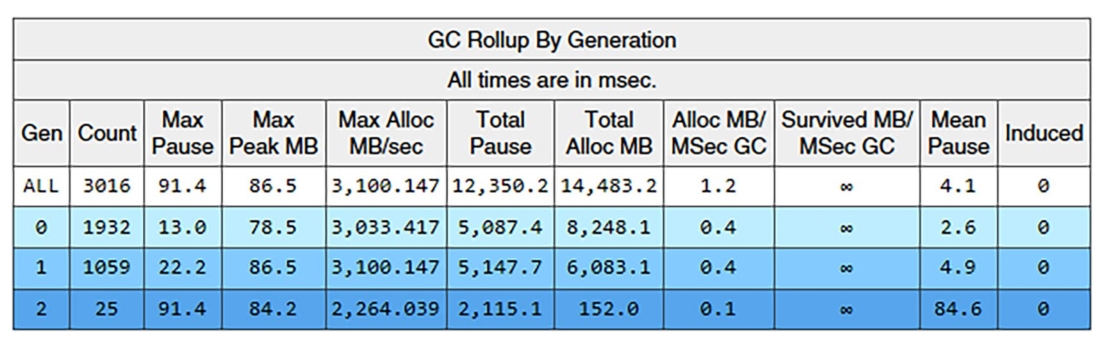 GC Rollup By Generation
All times are in msec.
Gen Count Max Pause Max Peak MB Max Alloc MB/sec Total Pause Total Alloc MB Alloc MB/ MSec GC Survived MB/ MSec GC Mean Pause Induced
ALL 3016 91.4 86.5 3,100.147 12,350.2 14,483.2 1.2 ∞ 4.1 0
0 1932 13.0 78.5 3,033.417 5,087.4 8,248.1 0.4 ∞ 2.6 0
1 1059 22.2 86.5 3,100.147 5,147.7 6,083.1 0.4 ∞ 4.9 0
2 25 91.4 84.2 2,264.039 2,115.1 152.0 0.1 ∞ 84.6 0